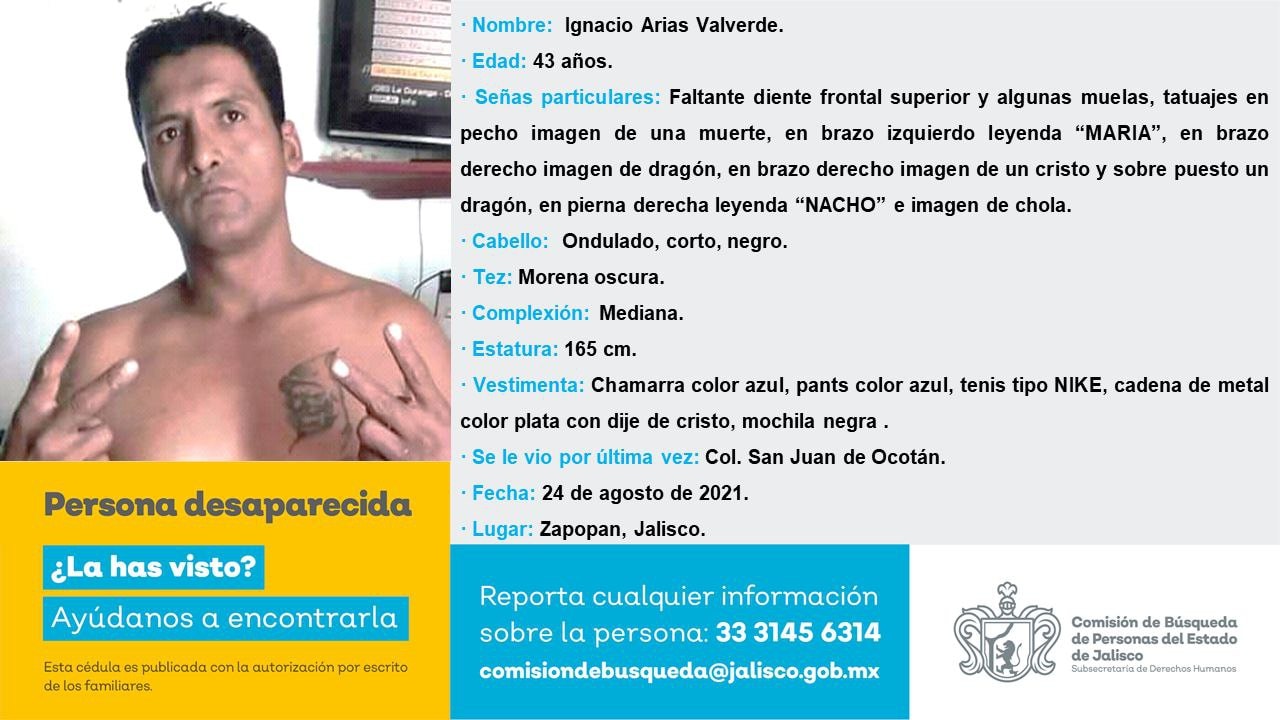 · Nombre: Ignacio Arias Valverde.
· Edad: 43 años.
· Señas particulares: Faltante diente frontal superior y algunas muelas, tatuajes en
pecho imagen de una muerte, en brazo izquierdo leyenda “MARIA”, en brazo
derecho imagen de dragón, en brazo derecho imagen de un cristo y sobre puesto un
dragón, en pierna derecha leyenda “NACHO” e imagen de chola.
· Cabello: Ondulado, corto, negro.
· Tez: Morena oscura.
· Complexión: Mediana.
· Estatura: 165 cm.
· Vestimenta: Chamarra color azul, pants color azul, tenis tipo NIKE, cadena de metal
color plata con dije de cristo, mochila negra .
· Se le vio por última vez: Col. San Juan de Ocotán.
· Fecha: 24 de agosto de 2021.
· Lugar: Zapopan, Jalisco.
Persona desaparecida
¿La has visto?
Ayúdanos a encontrarla
Esta cédula es publicada con la autorización por escrito
de los familiares.
Reporta cualquier información
sobre la persona: 33 3145 6314
comisiondebusqueda@jalisco.gob.mx
Comisión de Búsqueda
de Personas del Estado
de Jalisco
Subsecretaría de Derechos Humanos